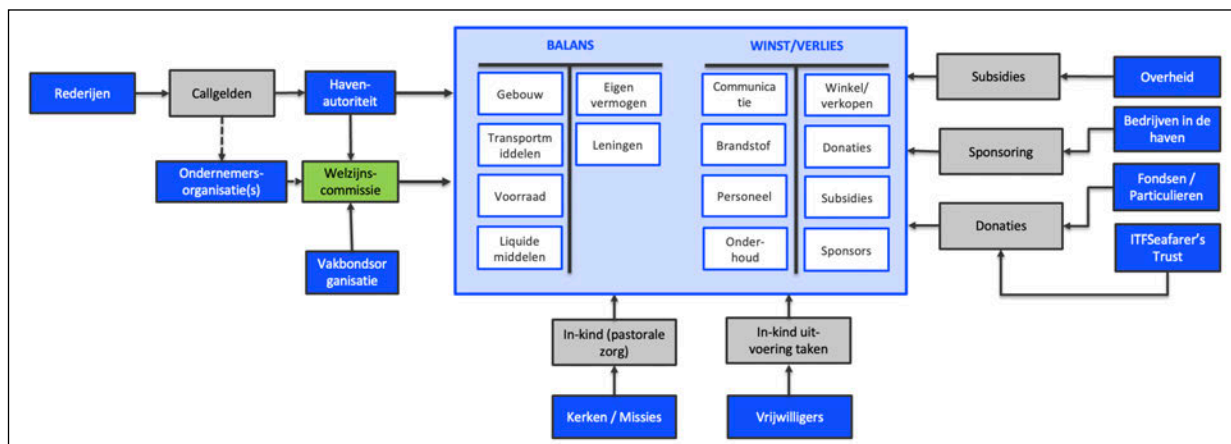 BALANS
WINST/VERLIES
Rederijen
Callgelden
Haven-
autoriteit
Ondernemers-
organisatie(s)
Welzijns-
commissie
Vakbondsor
ganisatie
Gebouw
Transportm
iddelen
Voorraad
Liquide
middelen
Eigen
vermogen
Leningen
Communica
tie
Brandstof
Personeel
Onder-
houd
Winkel/
verkopen
Donaties
Subsidies
Sponsors
Subsidies
Sponsoring
Donaties
Overheid
Bedrijven in de
haven
Fondsen /
Particulieren
ITFSeafarer's
Trust
In-kind (pastorale
zorg)
In-kind uit-
voering taken
Kerken / Missies
Vrijwilligers